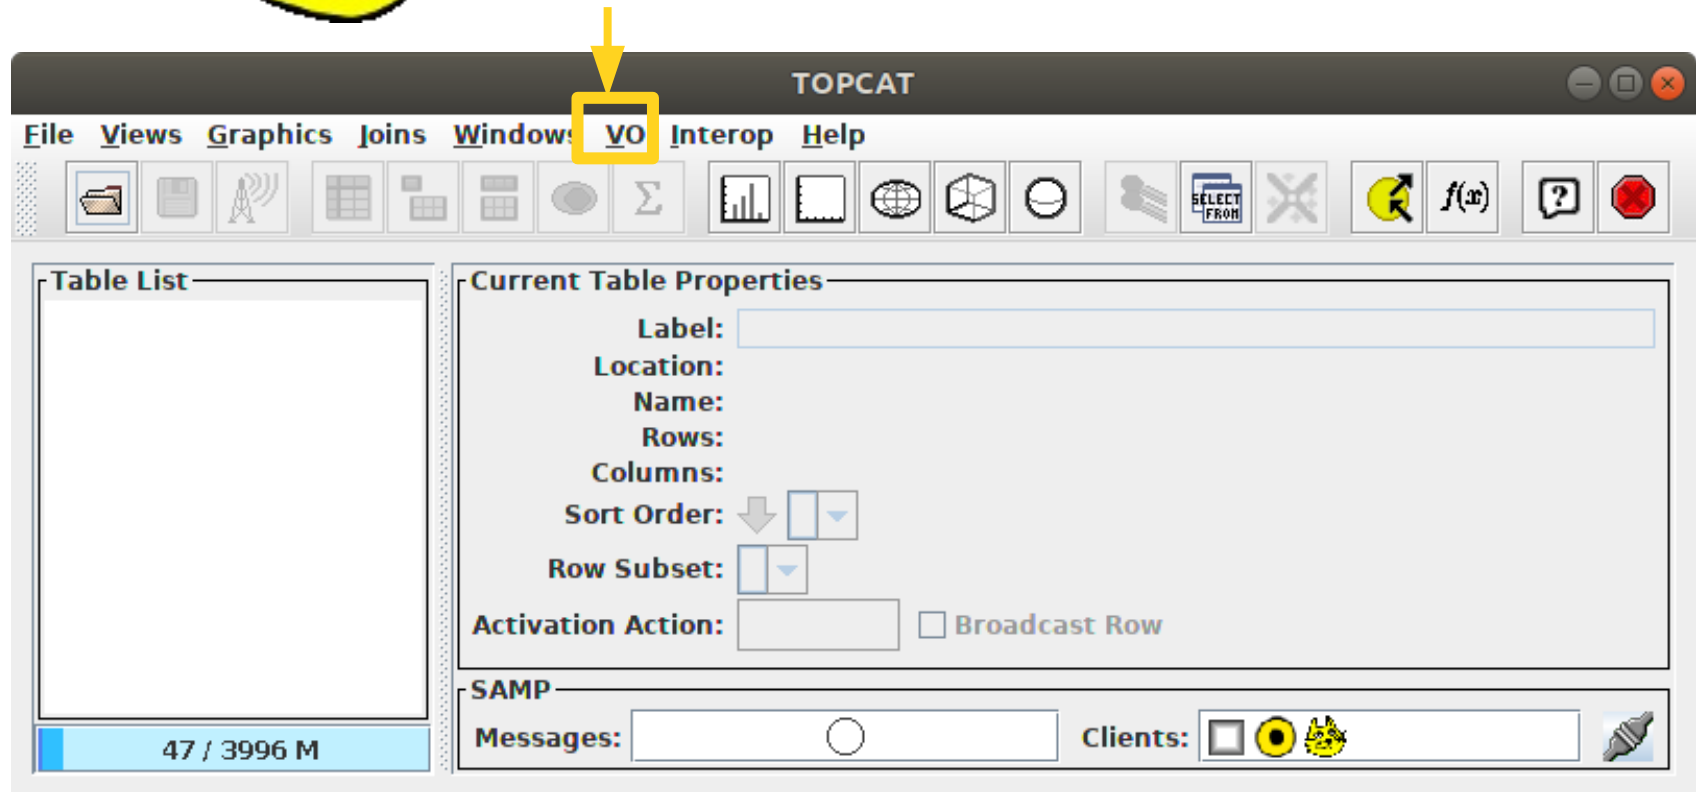 TOPCAT
File Views Graphics Joins Windows VO Interop Help
Σ SELECT FROM f(x) ?
Table List
Current Table Properties
Label:
Location:
Name:
Rows:
Columns:
Sort Order:
Row Subset:
Activation Action: Broadcast Row
SAMP
47 / 3996 M
Messages: Clients: